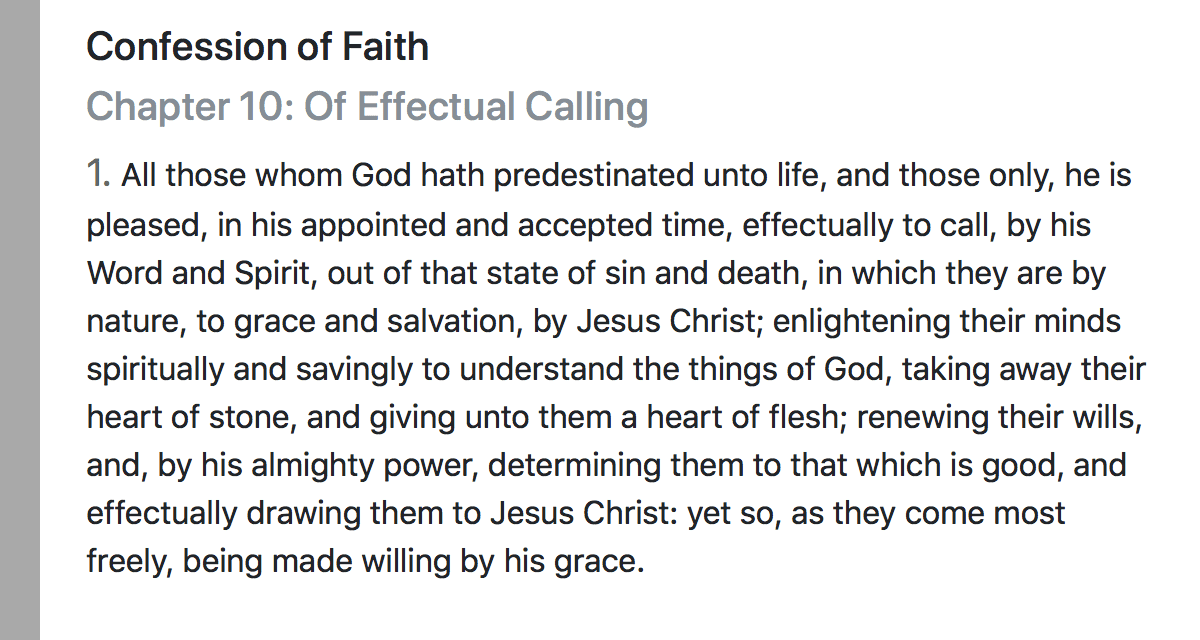 Confession of Faith
Chapter 10: Of Effectual Calling
1. All those whom God hath predestinated unto life, and those only, he is
pleased, in his appointed and accepted time, effectually to call, by his
Word and Spirit, out of that state of sin and death, in which they are by
nature, to grace and salvation, by Jesus Christ; enlightening their minds
spiritually and savingly to understand the things of God, taking away their
heart of stone, and giving unto them a heart of flesh; renewing their wills,
and, by his almighty power, determining them to that which is good, and
effectually drawing them to Jesus Christ: yet so, as they come most
freely, being made willing by his grace.